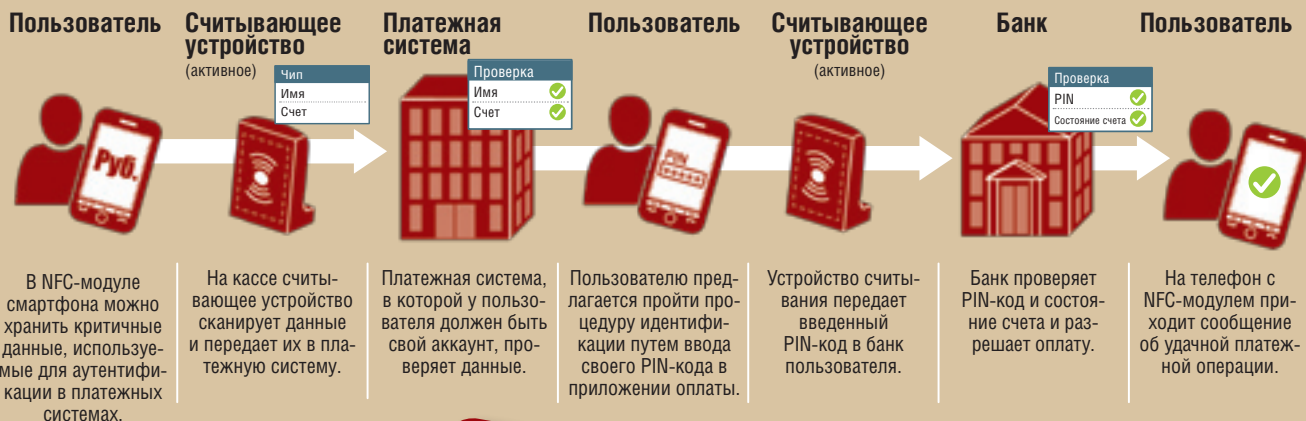 Пользователь
Считывающее
устройство
(активное)
Чип
Имя
Счет
Платежная
система
Проверка
Имя
Счет
Пользователь
Считывающее
устройство
(активное)
Банк
Проверка
PIN
Состояние счета
Пользователь
Руб.
PIN
В NFC-модуле
смартфона можно
хранить критичные
данные, используе-
мые для аутентифи-
кации в платежных
системах.
На кассе считы-
вающее устройство
сканирует данные
и передает их в пла-
тежную систему.
Платежная система,
в которой у пользо-
вателя должен быть
свой аккаунт, про-
веряет данные.
Пользователю пред-
лагается пройти про-
цедуру идентифи-
кации путем ввода
своего PIN-кода в
приложении оплаты.
Устройство считы-
вания передает
введенный
PIN-код в банк
пользователя.
Банк проверяет
PIN-код и состоя-
ние счета и раз-
решает оплату.
На телефон с
NFC-модулем при-
ходит сообщение
об удачной платеж-
ной операции.